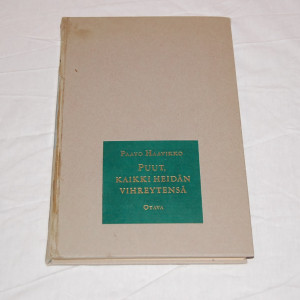 PAAVO HAAVIKKO
PUUT,
KAIKKI HEIDÄN
VIHREYTENSÄ
OTAVA